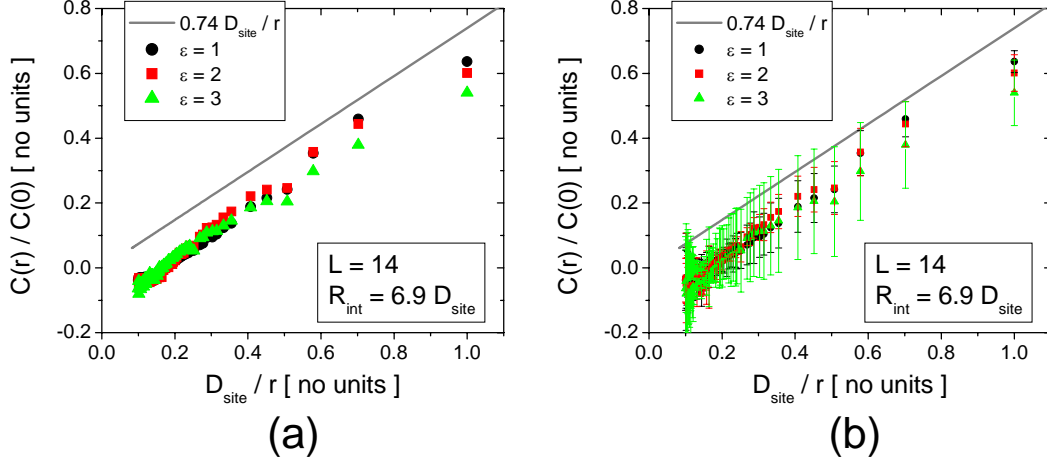 0.74 D_site / r
ε = 1
ε = 2
ε = 3
C(r) / C(0) [ no units ]
0.8
0.6
0.4
0.2
0.0
-0.2
L = 14
R_int = 6.9 D_site
0.0 0.2 0.4 0.6 0.8 1.0
D_site / r [ no units ]
(a)
0.74 D_site / r
ε = 1
ε = 2
ε = 3
C(r) / C(0) [ no units ]
0.8
0.6
0.4
0.2
0.0
-0.2
L = 14
R_int = 6.9 D_site
0.0 0.2 0.4 0.6 0.8 1.0
D_site / r [ no units ]
(b)